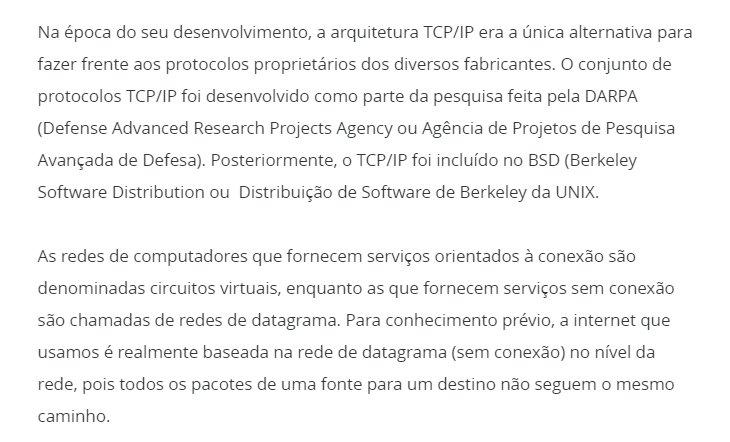 Na época do seu desenvolvimento, a arquitetura TCP/IP era a única alternativa para
fazer frente aos protocolos proprietários dos diversos fabricantes. O conjunto de
protocolos TCP/IP foi desenvolvido como parte da pesquisa feita pela DARPA
(Defense Advanced Research Projects Agency ou Agência de Projetos de Pesquisa
Avançada de Defesa). Posteriormente, o TCP/IP foi incluído no BSD (Berkeley
Software Distribution ou  Distribuição de Software de Berkeley da UNIX.
As redes de computadores que fornecem serviços orientados à conexão são
denominadas circuitos virtuais, enquanto as que fornecem serviços sem conexão
são chamadas de redes de datagrama. Para conhecimento prévio, a internet que
usamos é realmente baseada na rede de datagrama (sem conexão) no nível da
rede, pois todos os pacotes de uma fonte para um destino não seguem o mesmo
caminho.